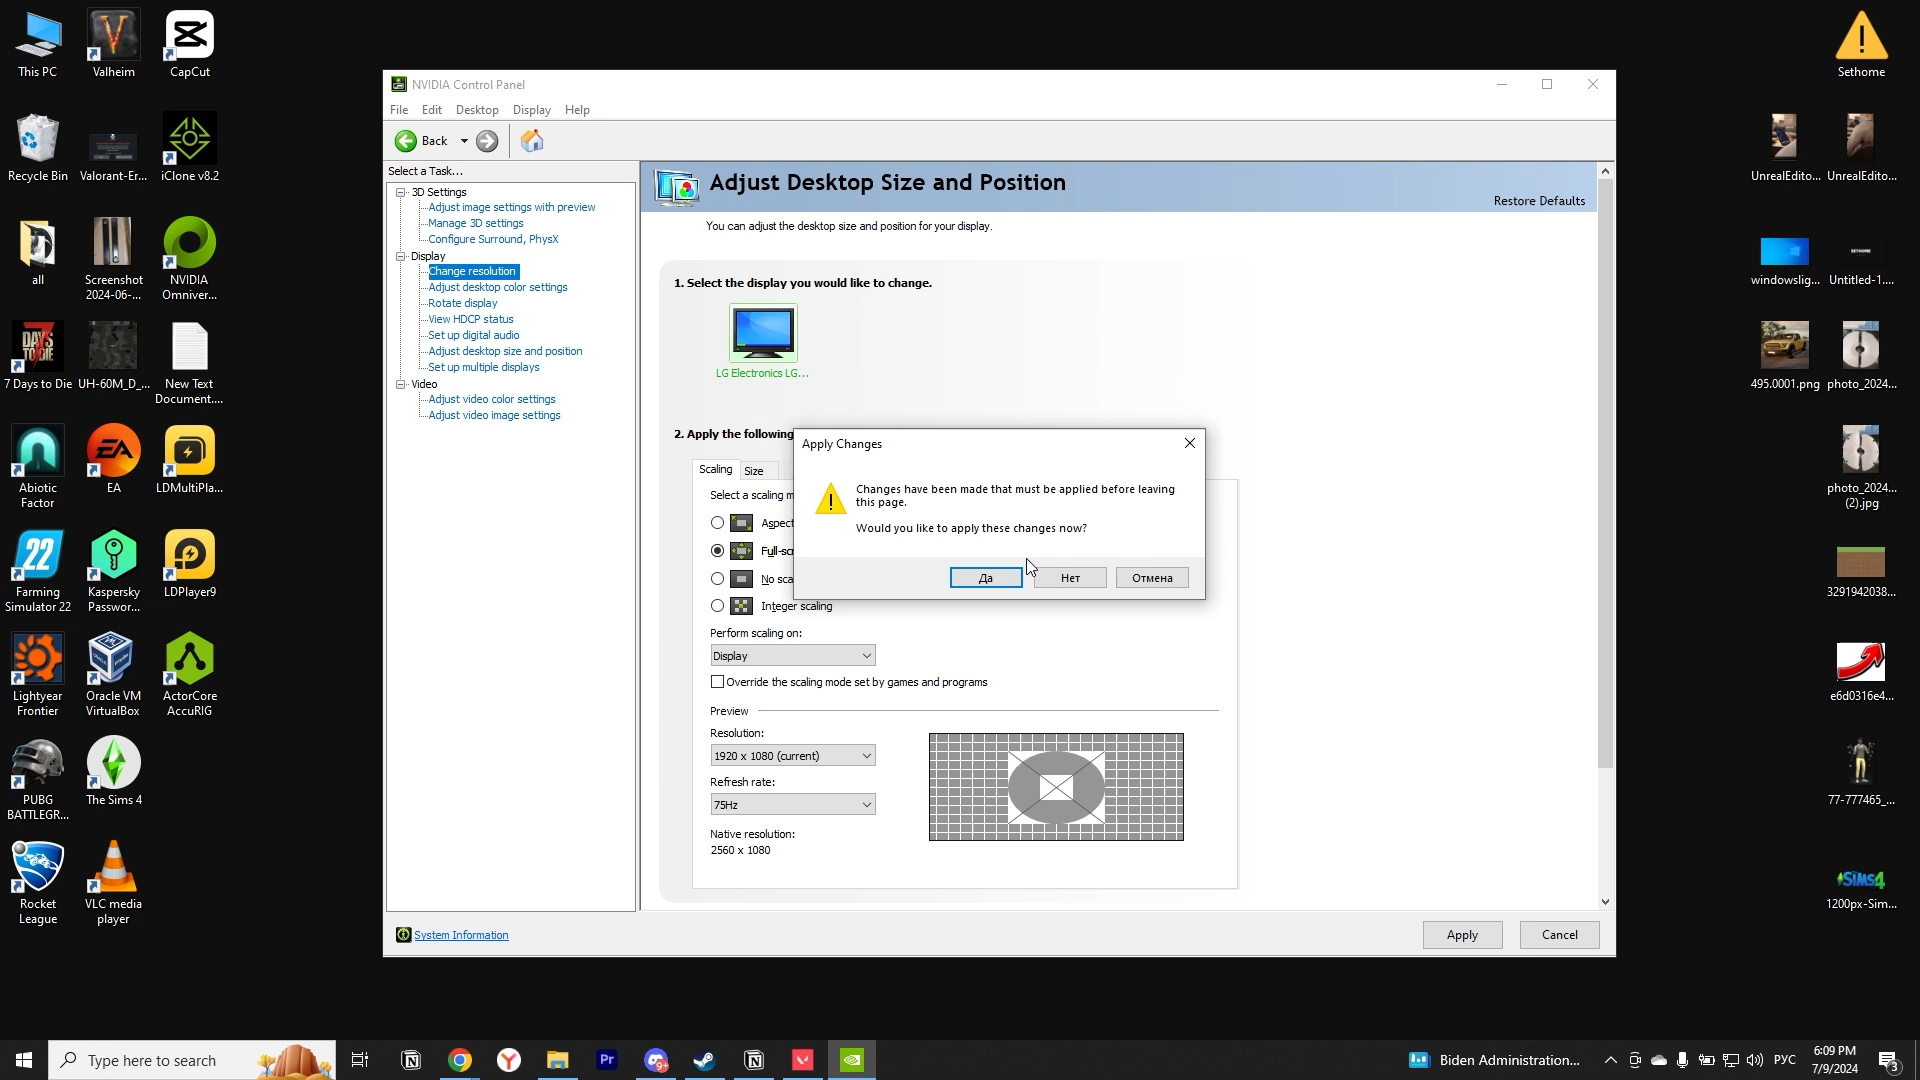 This PC
Valheim
CapCut
Recycle Bin
Valorant-Er...
iClone v8.2
all
Screenshot
2024-06-...
NVIDIA
Omniver...
7 Days to Die
UH-60M_D_...
New Text
Document....
Abiotic
Factor
EA
LDMultiPla...
Farming
Simulator 22
Kaspersky
Passwor...
LDPlayer9
Lightyear
Frontier
Oracle VM
VirtualBox
ActorCore
AccuRIG
PUBG
BATTLEGR...
The Sims 4
Rocket
League
VLC media
player
NVIDIA Control Panel
File Edit Desktop Display Help
Back
Select a Task...
3D Settings
Adjust image settings with preview
Manage 3D settings
Configure Surround, PhysX
Display
Change resolution
Adjust desktop color settings
Rotate display
View HDCP status
Set up digital audio
Adjust desktop size and position
Set up multiple displays
Video
Adjust video color settings
Adjust video image settings
System Information
Adjust Desktop Size and Position
Restore Defaults
You can adjust the desktop size and position for your display.
1. Select the display you would like to change.
LG Electronics LG...
2. Apply the following
Scaling Size
Select a scaling m
Aspect
Full-scr
No sca
Integer scaling
Perform scaling on:
Display
Override the scaling mode set by games and programs
Preview
Resolution:
1920 x 1080 (current)
Refresh rate:
75Hz
Native resolution:
2560 x 1080
Apply Cancel
Apply Changes
Changes have been made that must be applied before leaving
this page.
Would you like to apply these changes now?
Да Нет Отмена
Sethome
UnrealEdito...
UnrealEdito...
windowslig...
Untitled-1....
495.0001.png
photo_2024...
photo_2024...
(2).jpg
3291942038...
e6d0316e4...
77-777465_...
1200px-Sim...
Type here to search
Biden Administration...
РУС
6:09 PM
7/9/2024
3